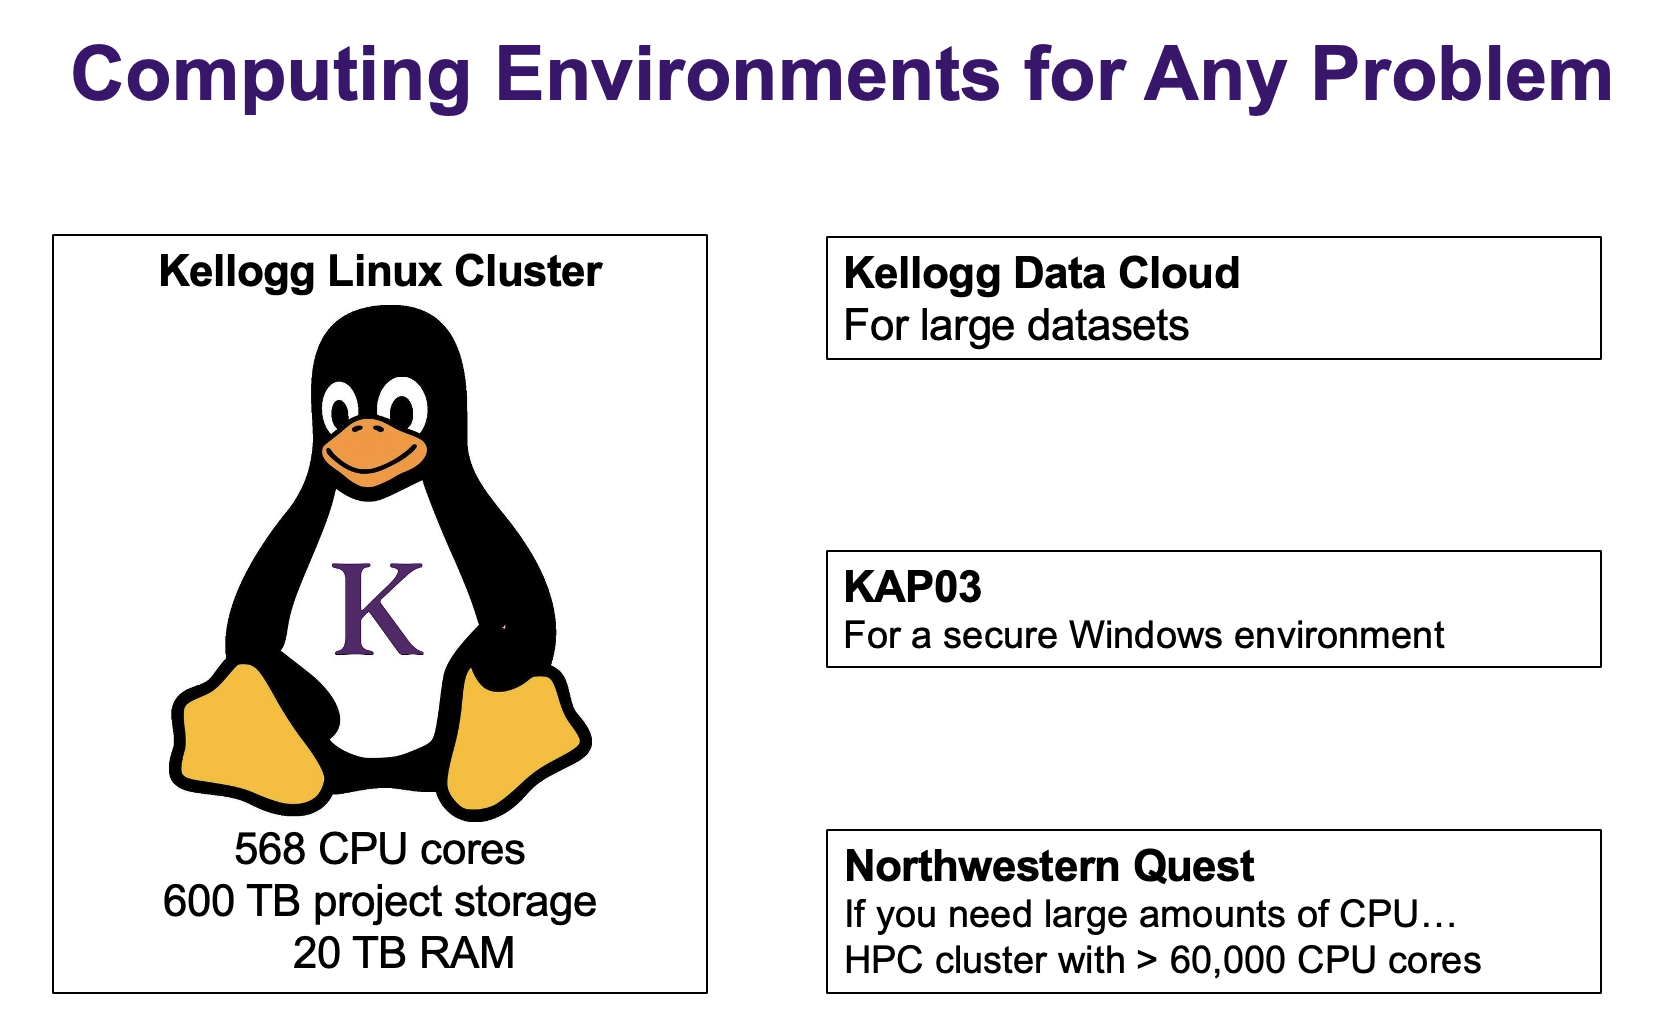 Computing Environments for Any Problem
Kellogg Linux Cluster
K
568 CPU cores
600 TB project storage
20 TB RAM
Kellogg Data Cloud
For large datasets
KAP03
For a secure Windows environment
Northwestern Quest
If you need large amounts of CPU…
HPC cluster with > 60,000 CPU cores